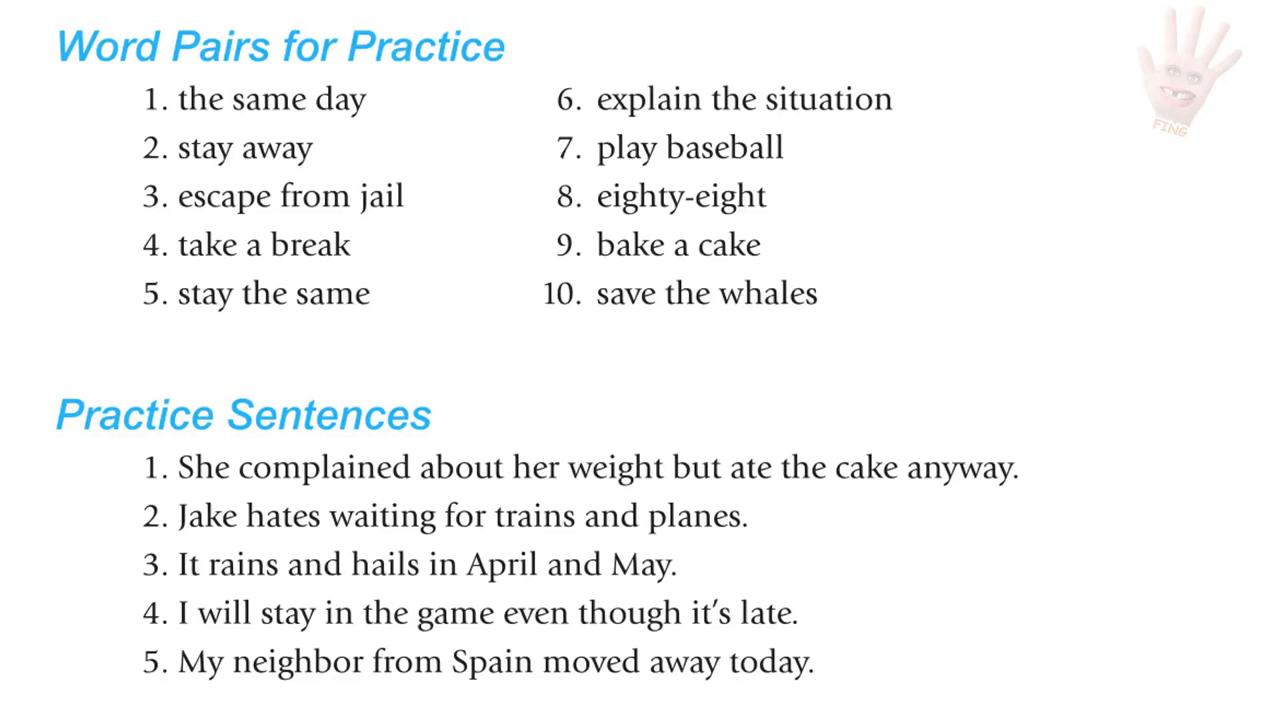 Word Pairs for Practice
1. the same day
2. stay away
3. escape from jail
4. take a break
5. stay the same
6. explain the situation
7. play baseball
8. eighty-eight
9. bake a cake
10. save the whales
Practice Sentences
1. She complained about her weight but ate the cake anyway.
2. Jake hates waiting for trains and planes.
3. It rains and hails in April and May.
4. I will stay in the game even though it's late.
5. My neighbor from Spain moved away today.
FING